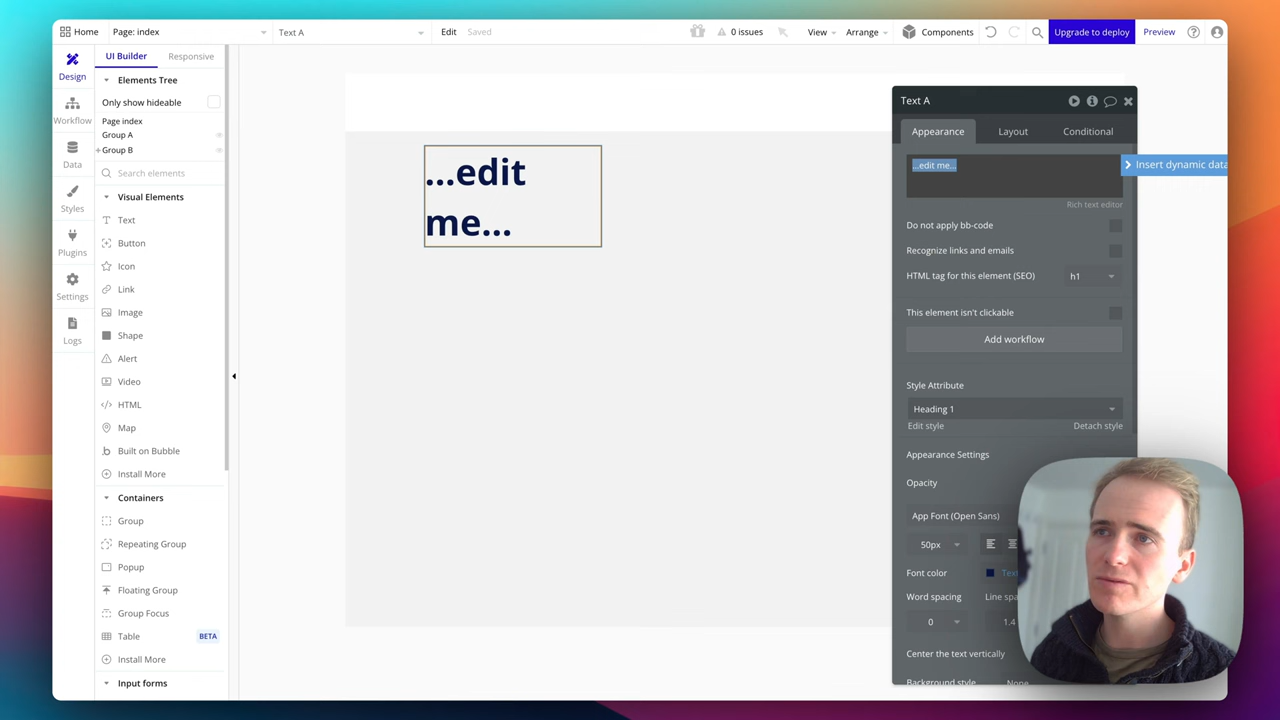 Home
Page: index
Text A
Edit
Saved
0 issues
View
Arrange
Components
Upgrade to deploy
Preview
Design
Workflow
Data
Styles
Plugins
Settings
Logs
UI Builder
Responsive
Elements Tree
Only show hideable
Page index
Group A
Group B
Search elements
Visual Elements
Text
Button
Icon
Link
Image
Shape
Alert
Video
HTML
Map
Built on Bubble
Install More
Containers
Group
Repeating Group
Popup
Floating Group
Group Focus
Table
BETA
Install More
Input forms
...edit
me...
Text A
Appearance
Layout
Conditional
...edit me...
Insert dynamic data
Rich text editor
Do not apply bb-code
Recognize links and emails
HTML tag for this element (SEO)
h1
This element isn't clickable
Add workflow
Style Attribute
Heading 1
Edit style
Detach style
Appearance Settings
Opacity
App Font (Open Sans)
50px
Font color
Word spacing
0
1.4
Center the text vertically
Background style
None